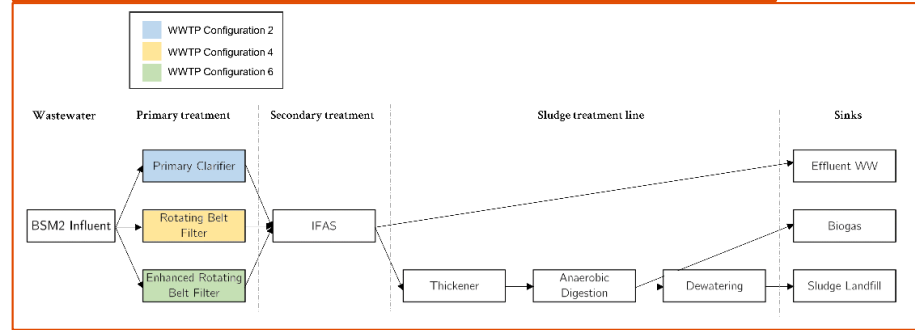 WWTP Configuration 2
WWTP Configuration 4
WWTP Configuration 6
Wastewater
Primary treatment
Secondary treatment
Sludge treatment line
Sinks
Primary Clarifier
Effluent WW
BSM2 Influent
Rotating Belt
Filter
IFAS
Biogas
Enhanced Rotating
Belt Filter
Thickener
Anaerobic
Digestion
Dewatering
Sludge Landfill